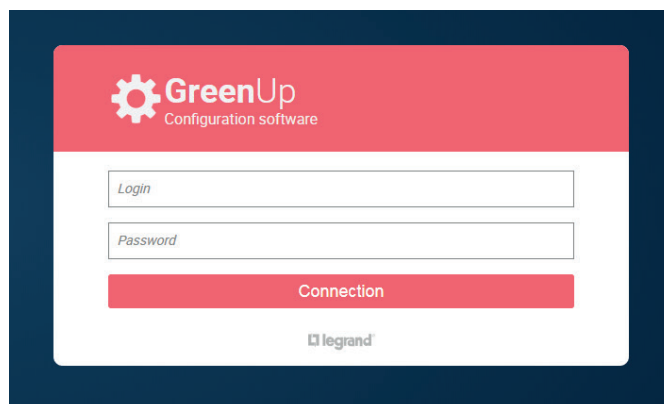 GreenUp
Configuration software
Login
Password
Connection
legrand